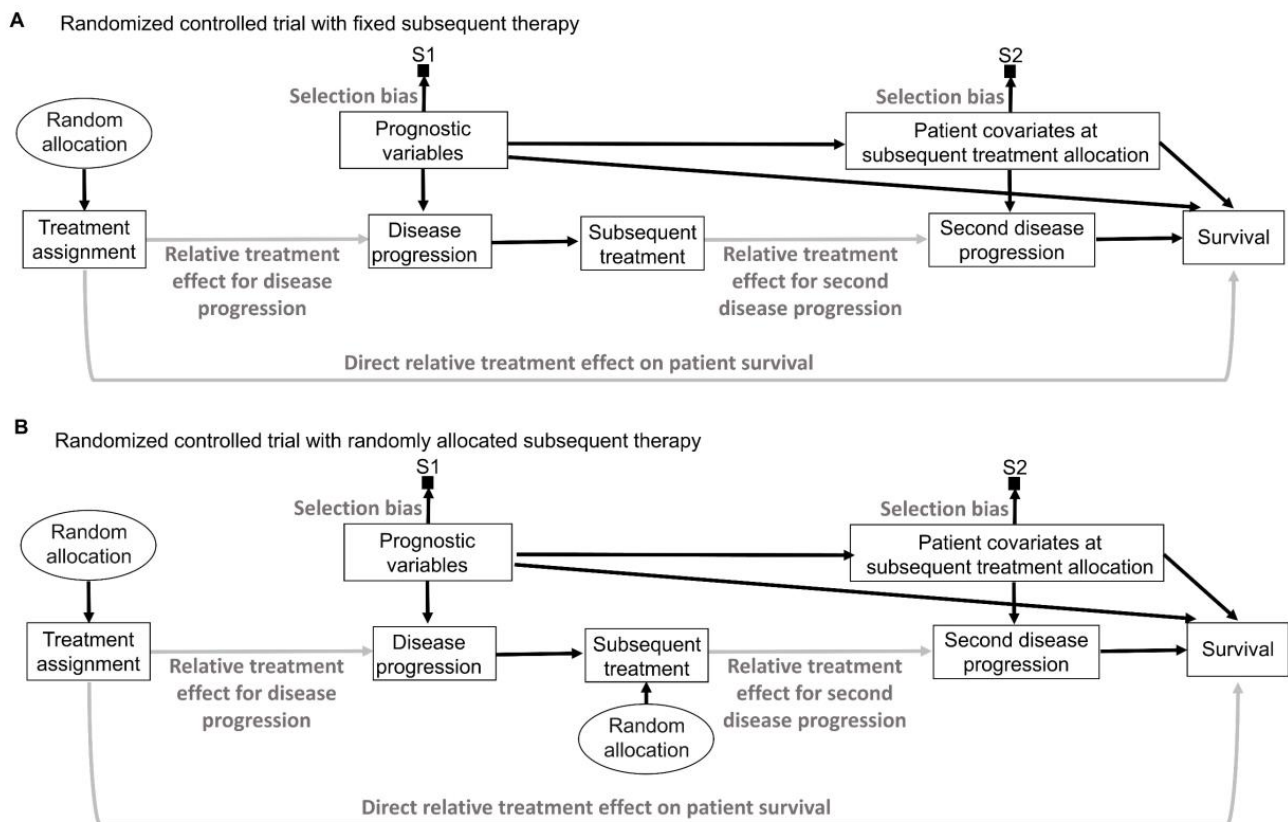 A Randomized controlled trial with fixed subsequent therapy
S1
S2
Selection bias
Selection bias
Random
allocation
Prognostic
variables
Patient covariates at
subsequent treatment allocation
Treatment
assignment
Relative treatment
effect for disease
progression
Disease
progression
Subsequent
treatment
Relative treatment
effect for second
disease progression
Second disease
progression
Survival
Direct relative treatment effect on patient survival
B Randomized controlled trial with randomly allocated subsequent therapy
S1
S2
Selection bias
Selection bias
Random
allocation
Prognostic
variables
Patient covariates at
subsequent treatment allocation
Treatment
assignment
Relative treatment
effect for disease
progression
Disease
progression
Subsequent
treatment
Random
allocation
Relative treatment
effect for second
disease progression
Second disease
progression
Survival
Direct relative treatment effect on patient survival